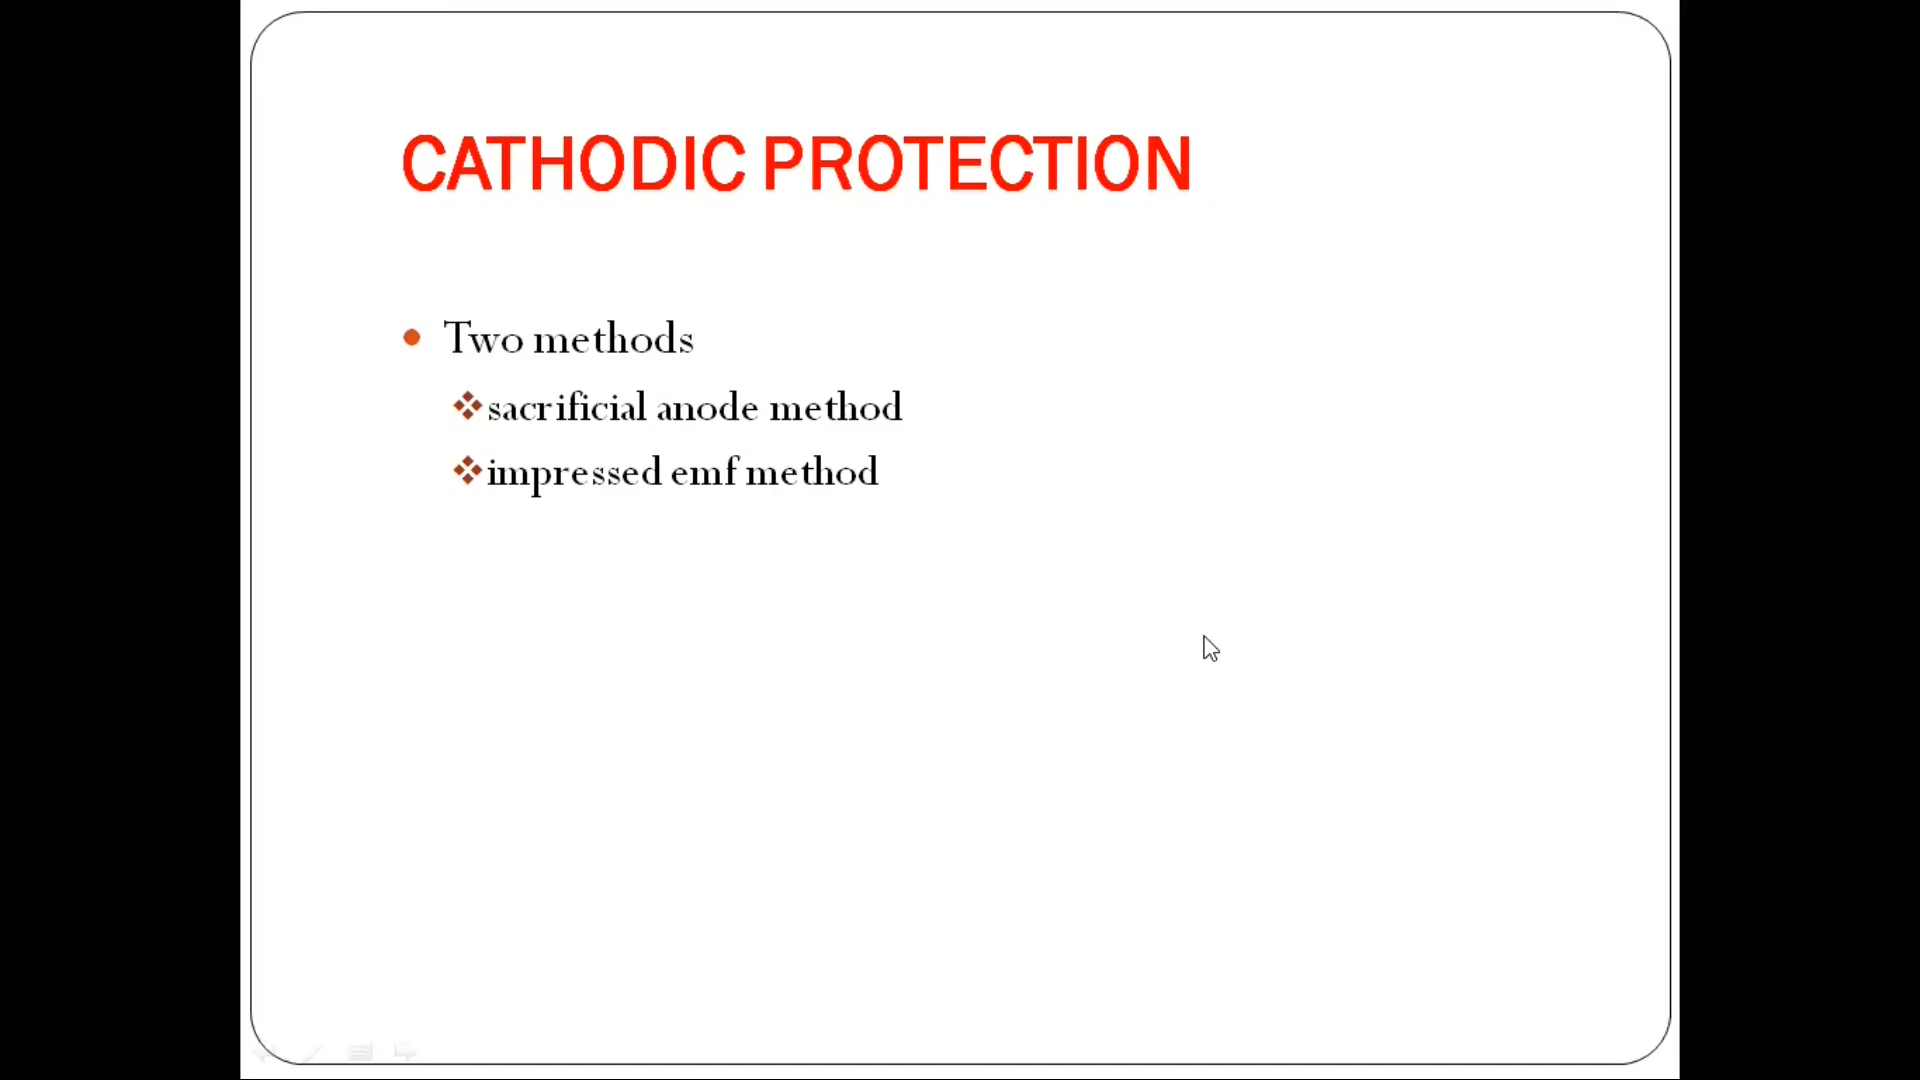 CATHODIC PROTECTION
Two methods
sacrificial anode method
impressed emf method